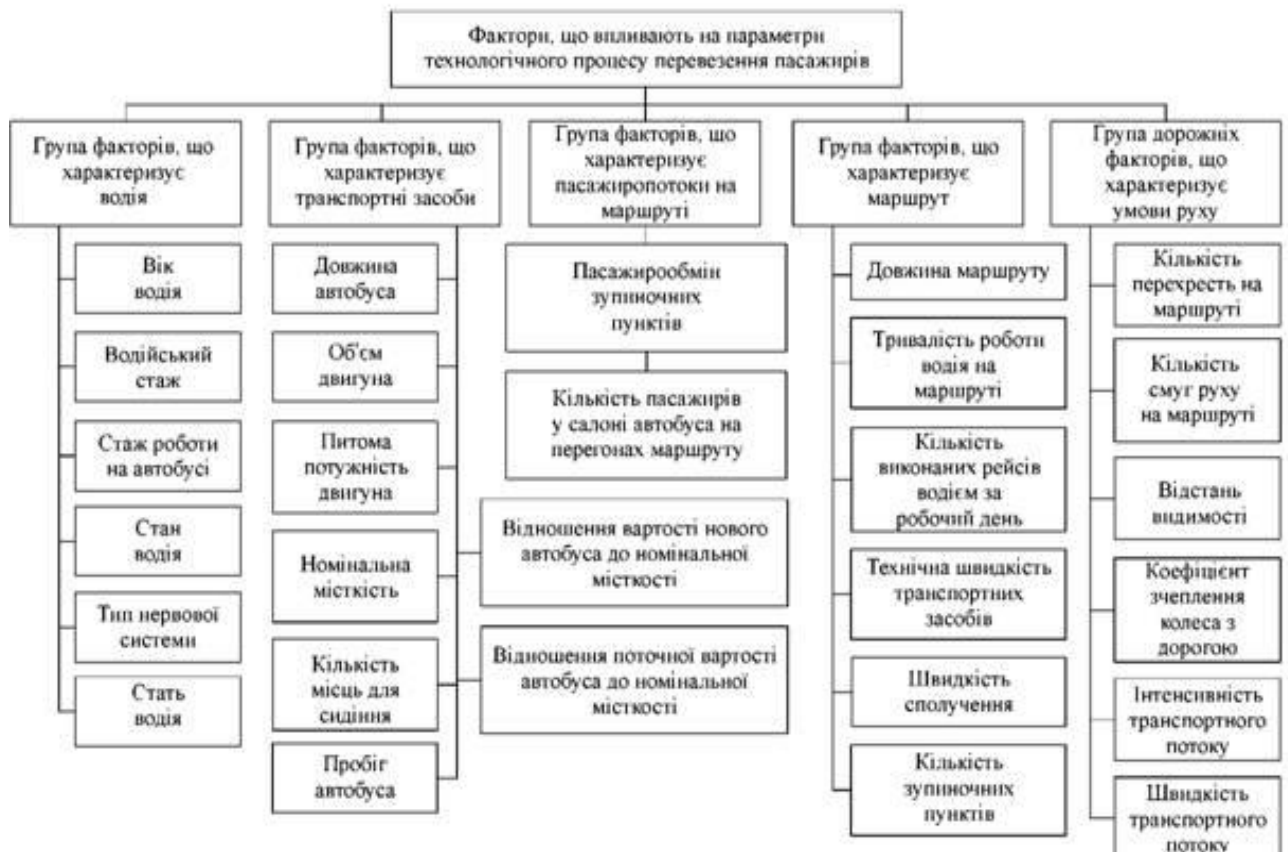 Фактори, що впливають на параметри
технологічного процесу перевезення пасажирів
Група факторів, що
характеризує
водія
Вік
водія
Водійський
стаж
Стаж роботи
на автобусі
Стан
водія
Тип нервової
системи
Стать
водія
Група факторів, що
характеризує
транспортні засоби
Довжина
автобуса
Об'єм
двигуна
Питома
потужність
двигуна
Номінальна
місткість
Кількість
місць для
сидіння
Пробіг
автобуса
Відношення вартості нового
автобуса до номінальної
місткості
Відношення поточної вартості
автобуса до номінальної
місткості
Група факторів, що
характеризує
пасажиропотоки на
маршруті
Пасажирообмін
зупиночних
пунктів
Кількість пасажирів
у салоні автобуса на
перегонах маршруту
Група факторів, що
характеризує
маршрут
Довжина маршруту
Тривалість роботи
водія на
маршруті
Кількість
виконаних рейсів
водієм за
робочий день
Технічна швидкість
транспортних
засобів
Швидкість
сполучення
Кількість
зупиночних
пунктів
Група дорожніх
факторів, що
характеризує
умови руху
Кількість
перехресть на
маршруті
Кількість
смуг руху
на маршруті
Відстань
видимості
Коефіцієнт
зчеплення
колеса з
дорогою
Інтенсивність
транспортного
потоку
Швидкість
транспортного
потоку